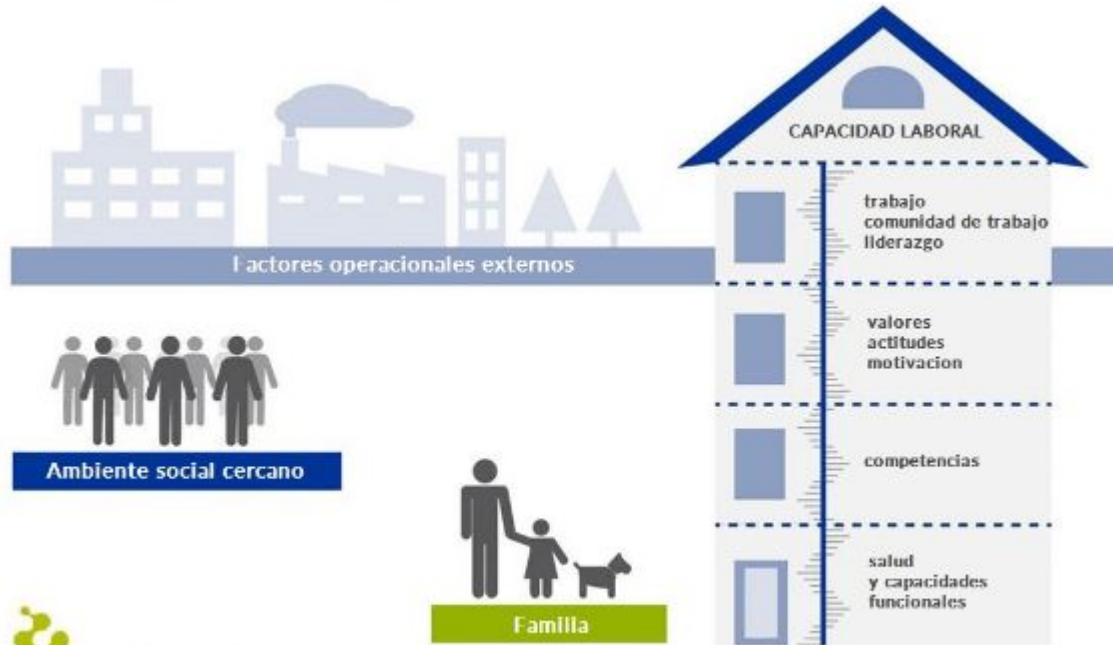 CAPACIDAD LABORAL
trabajo
comunidad de trabajo
liderazgo
Factores operacionales externos
valores
actitudes
motivacion
Ambiente social cercano
competencias
salud
y capacidades
funcionales
Familia